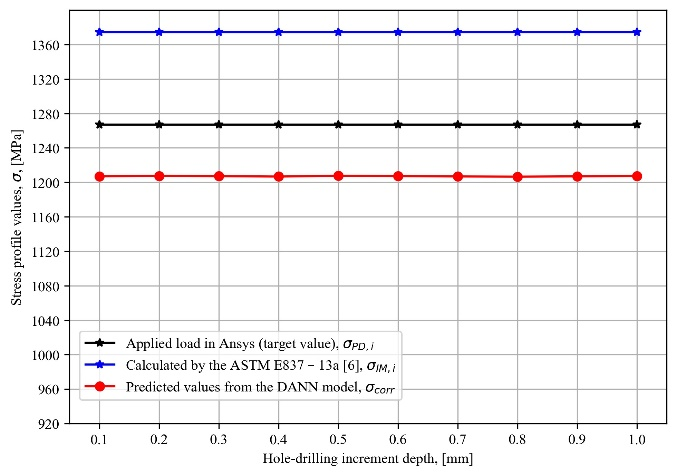 Stress profile values, σ, [MPa]
1360
1320
1280
1240
1200
1160
1120
1080
1040
1000
960
920
Applied load in Ansys (target value), σPD, i
Calculated by the ASTM E837 − 13a [6], σIM, i
Predicted values from the DANN model, σcorr
0.1 0.2 0.3 0.4 0.5 0.6 0.7 0.8 0.9 1.0
Hole-drilling increment depth, [mm]